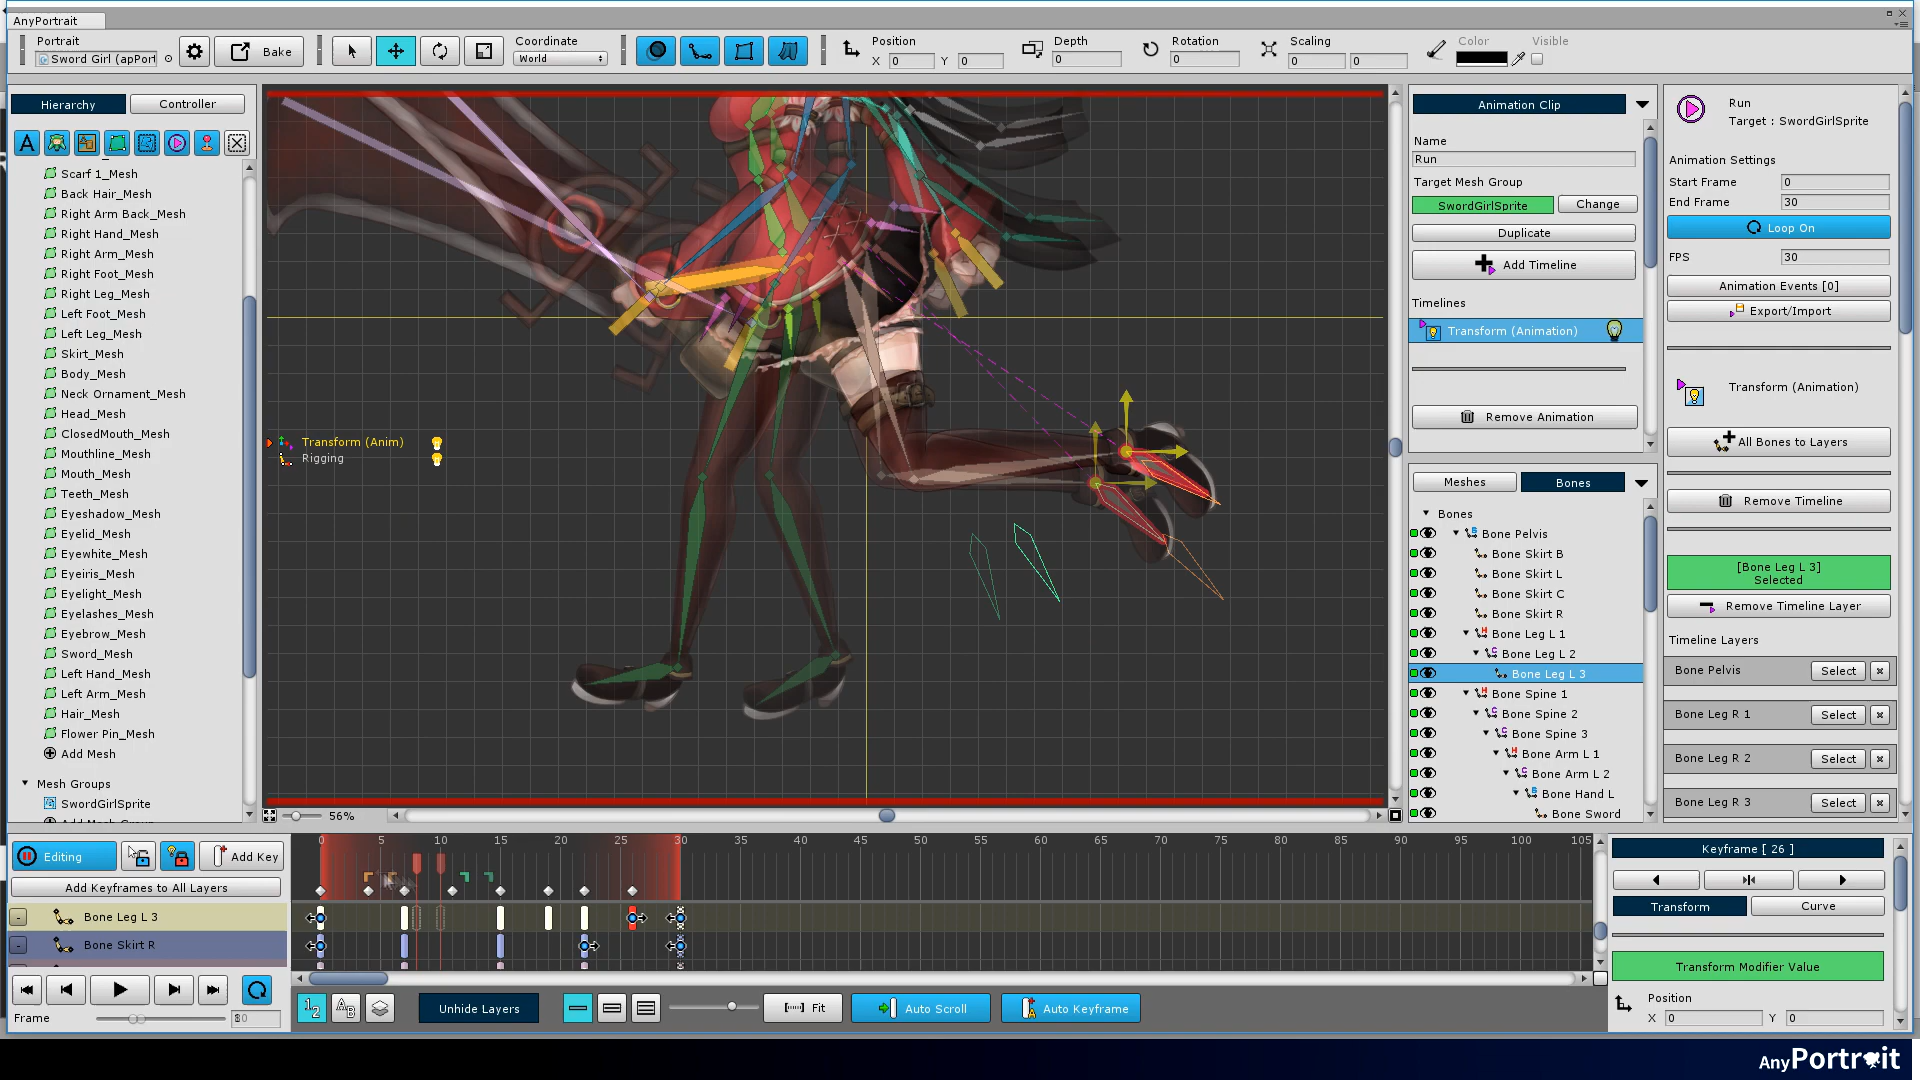 AnyPortrait
Portrait
Sword Girl (apPort
Bake
Coordinate
World
Position
X 0 Y 0
Depth
0
Rotation
0
Scaling
0 0
Color
Visible
Hierarchy
Controller
Scarf 1_Mesh
Back Hair_Mesh
Right Arm Back_Mesh
Right Hand_Mesh
Right Arm_Mesh
Right Foot_Mesh
Right Leg_Mesh
Left Foot_Mesh
Left Leg_Mesh
Skirt_Mesh
Body_Mesh
Neck Ornament_Mesh
Head_Mesh
ClosedMouth_Mesh
Mouthline_Mesh
Mouth_Mesh
Teeth_Mesh
Eyeshadow_Mesh
Eyelid_Mesh
Eyewhite_Mesh
Eyeiris_Mesh
Eyelight_Mesh
Eyelashes_Mesh
Eyebrow_Mesh
Sword_Mesh
Left Hand_Mesh
Left Arm_Mesh
Hair_Mesh
Flower Pin_Mesh
Add Mesh
Mesh Groups
SwordGirlSprite
Transform (Anim)
Rigging
56%
Animation Clip
Name
Run
Target Mesh Group
SwordGirlSprite
Change
Duplicate
Add Timeline
Timelines
Transform (Animation)
Remove Animation
Meshes
Bones
Bones
Bone Pelvis
Bone Skirt B
Bone Skirt L
Bone Skirt C
Bone Skirt R
Bone Leg L 1
Bone Leg L 2
Bone Leg L 3
Bone Spine 1
Bone Spine 2
Bone Spine 3
Bone Arm L 1
Bone Arm L 2
Bone Hand L
Bone Sword
Run
Target : SwordGirlSprite
Animation Settings
Start Frame 0
End Frame 30
Loop On
FPS 30
Animation Events [0]
Export/Import
Transform (Animation)
All Bones to Layers
Remove Timeline
[Bone Leg L 3]
Selected
Remove Timeline Layer
Timeline Layers
Bone Pelvis Select
Bone Leg R 1 Select
Bone Leg R 2 Select
Bone Leg R 3 Select
Editing
Add Key
Add Keyframes to All Layers
Bone Leg L 3
Bone Skirt R
Frame
0 5 10 15 20 25 30 35 40 45 50 55 60 65 70 75 80 85 90 95 100 105
Unhide Layers
Fit
Auto Scroll
Auto Keyframe
Keyframe [ 26 ]
Transform
Curve
Transform Modifier Value
Position
X 0 Y 0
AnyPortrait